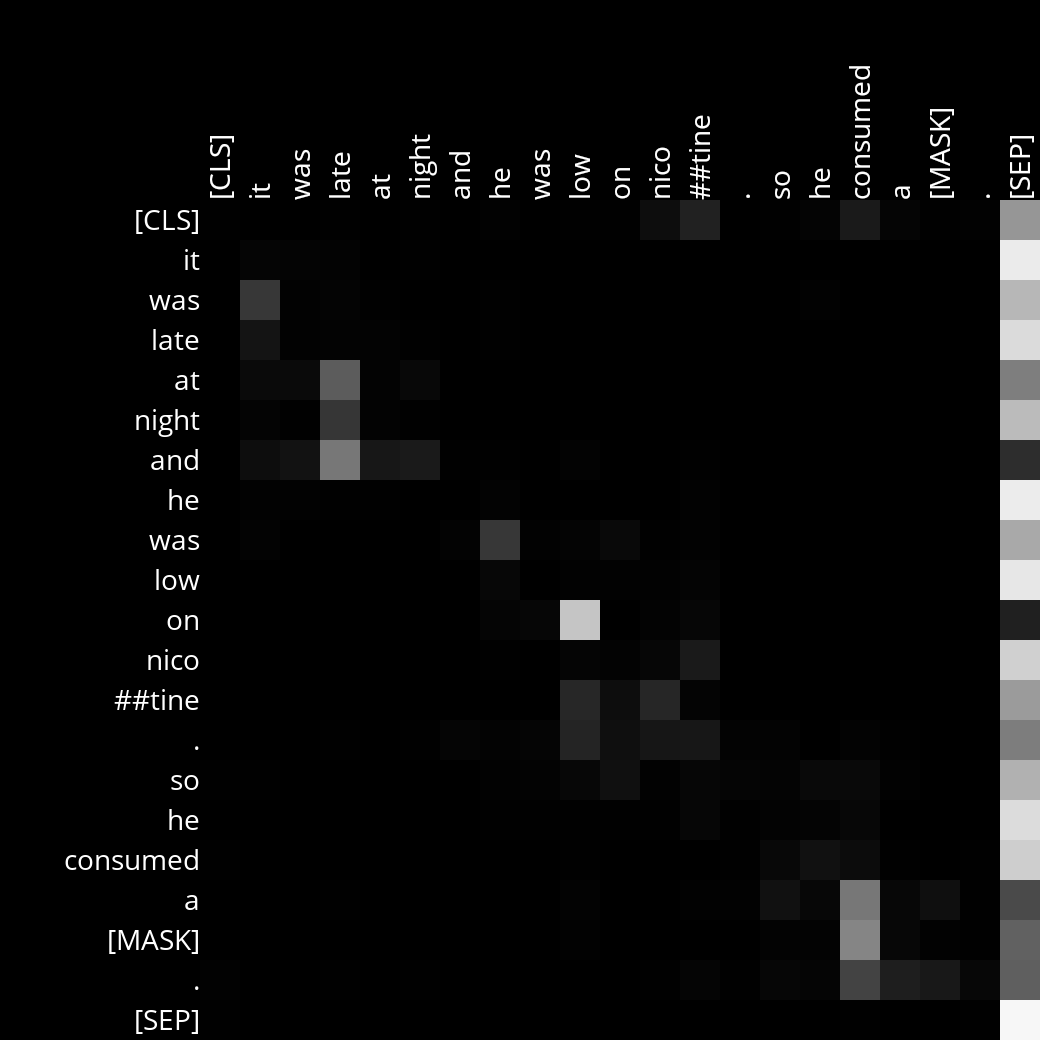 [CLS] it was late at night and he was low on nico ##tine . so he consumed a [MASK] . [SEP]
[CLS]
it
was
late
at
night
and
he
was
low
on
nico
##tine
.
so
he
consumed
a
[MASK]
.
[SEP]